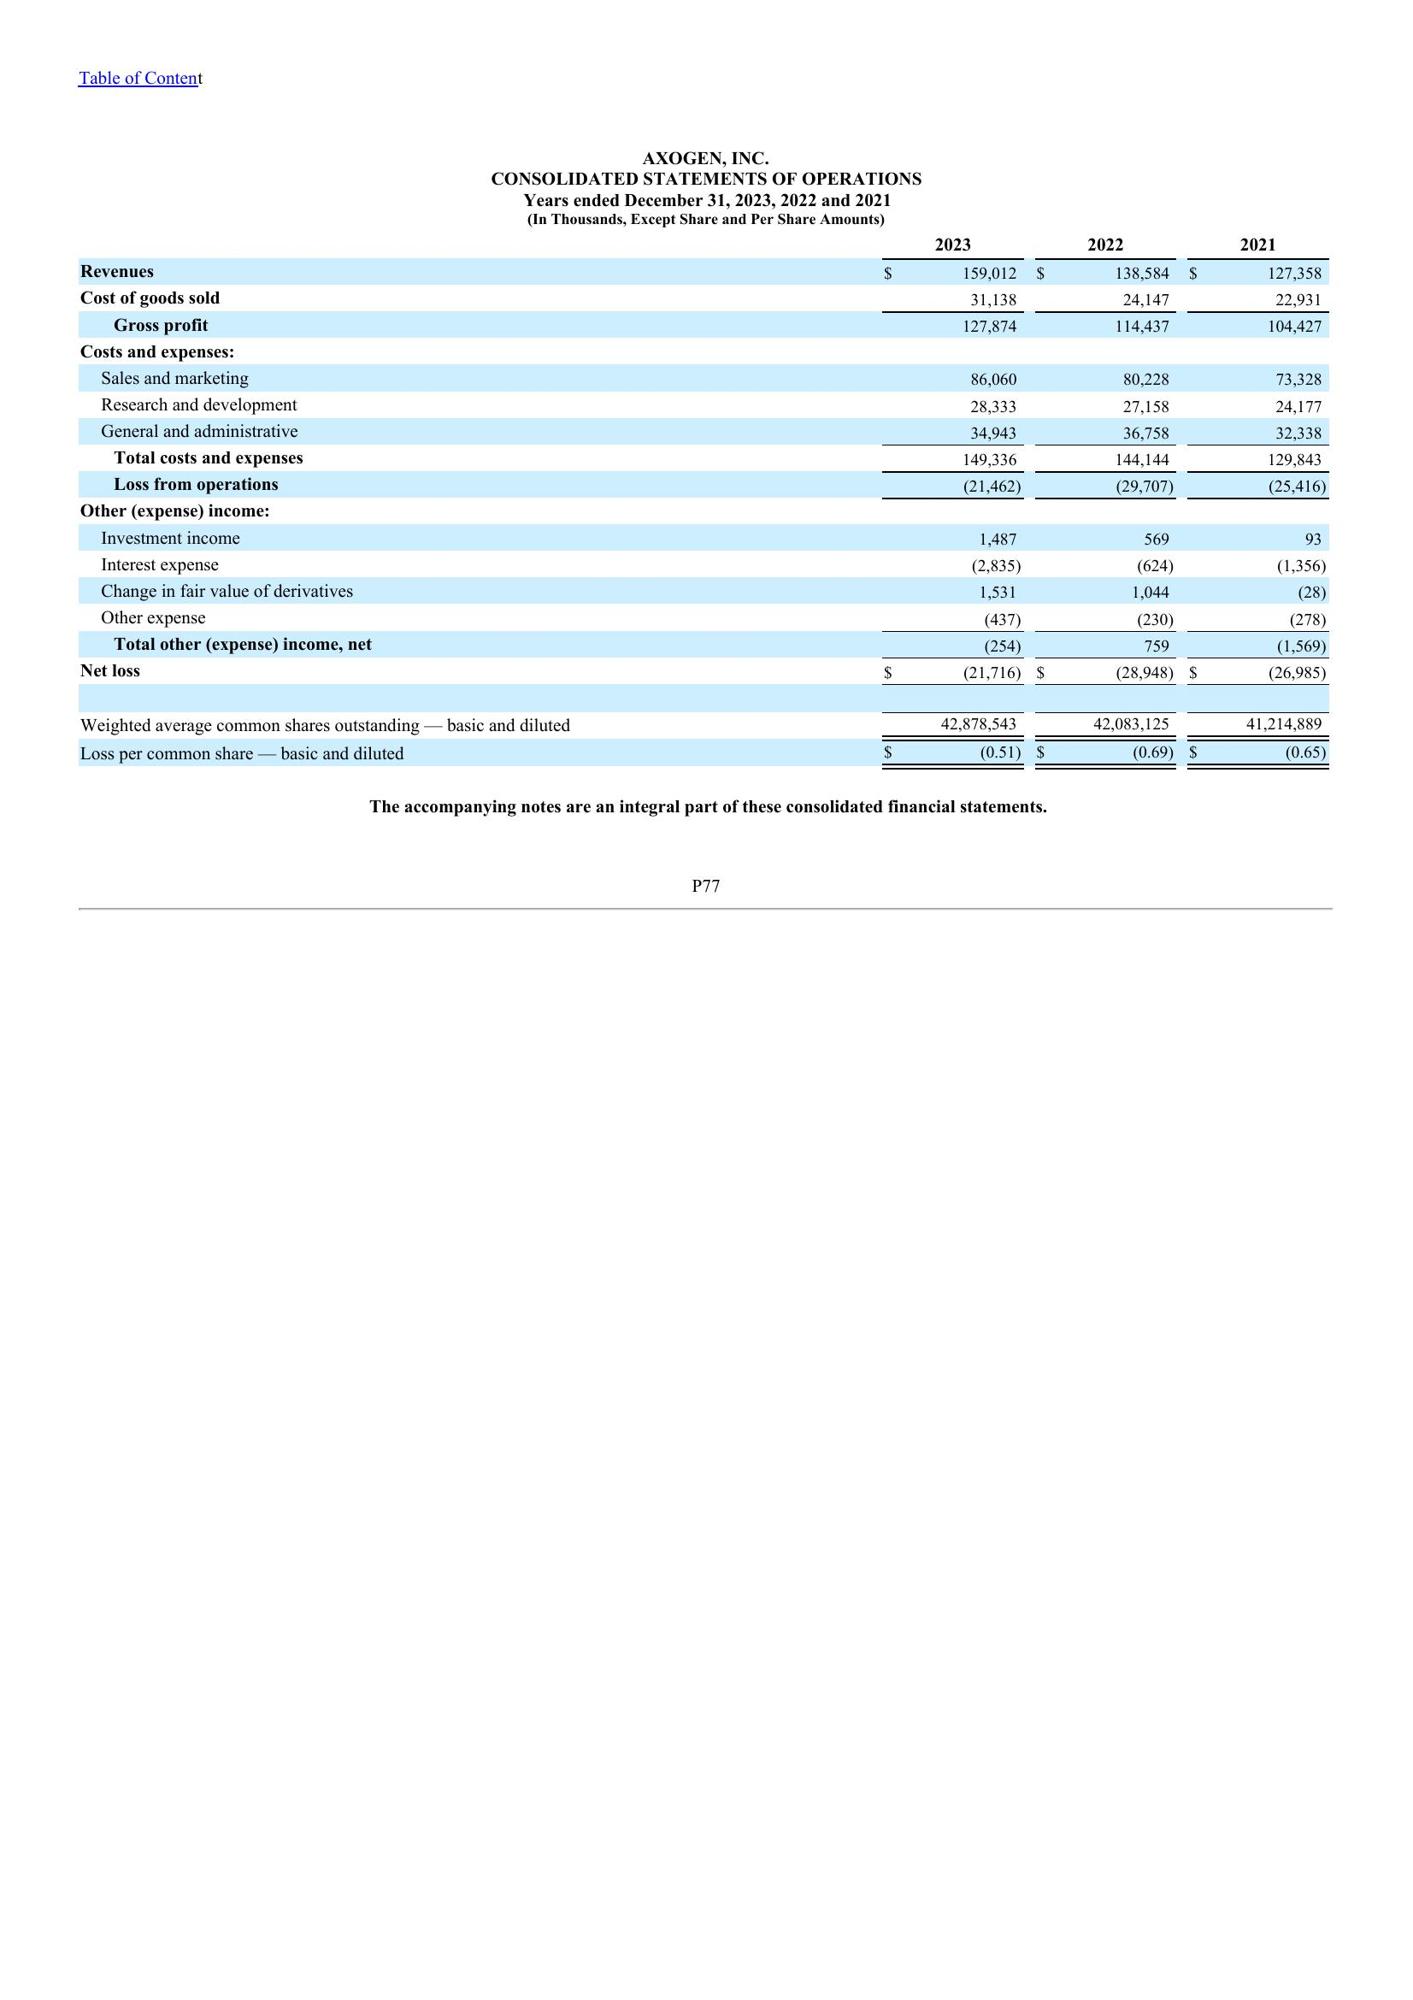 Table of Content
AXOGEN, INC.
CONSOLIDATED STATEMENTS OF OPERATIONS
Years ended December 31, 2023, 2022 and 2021
(In Thousands, Except Share and Per Share Amounts)
2023 2022 2021
Revenues $ 159,012 $ 138,584 $ 127,358
Cost of goods sold 31,138 24,147 22,931
Gross profit 127,874 114,437 104,427
Costs and expenses:
Sales and marketing 86,060 80,228 73,328
Research and development 28,333 27,158 24,177
General and administrative 34,943 36,758 32,338
Total costs and expenses 149,336 144,144 129,843
Loss from operations (21,462) (29,707) (25,416)
Other (expense) income:
Investment income 1,487 569 93
Interest expense (2,835) (624) (1,356)
Change in fair value of derivatives 1,531 1,044 (28)
Other expense (437) (230) (278)
Total other (expense) income, net (254) 759 (1,569)
Net loss $ (21,716) $ (28,948) $ (26,985)
Weighted average common shares outstanding — basic and diluted 42,878,543 42,083,125 41,214,889
Loss per common share — basic and diluted $ (0.51) $ (0.69) $ (0.65)
The accompanying notes are an integral part of these consolidated financial statements.
P77